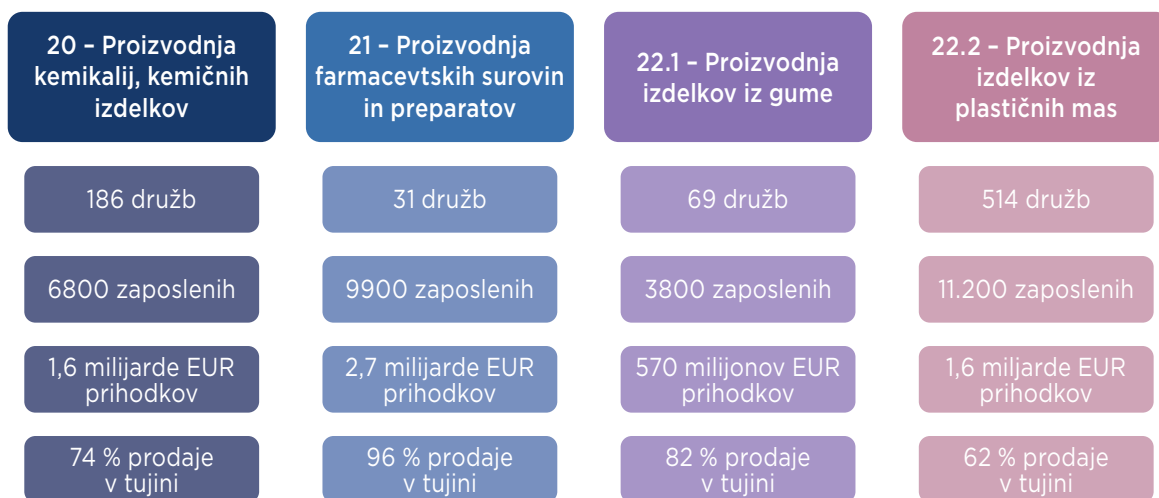 20 – Proizvodnja
kemikalij, kemičnih
izdelkov
186 družb
6800 zaposlenih
1,6 milijarde EUR
prihodkov
74 % prodaje
v tujini
21 – Proizvodnja
farmacevtskih surovin
in preparatov
31 družb
9900 zaposlenih
2,7 milijarde EUR
prihodkov
96 % prodaje
v tujini
22.1 – Proizvodnja
izdelkov iz gume
69 družb
3800 zaposlenih
570 milijonov EUR
prihodkov
82 % prodaje
v tujini
22.2 – Proizvodnja
izdelkov iz
plastičnih mas
514 družb
11.200 zaposlenih
1,6 miljarde EUR
prihodkov
62 % prodaje
v tujini